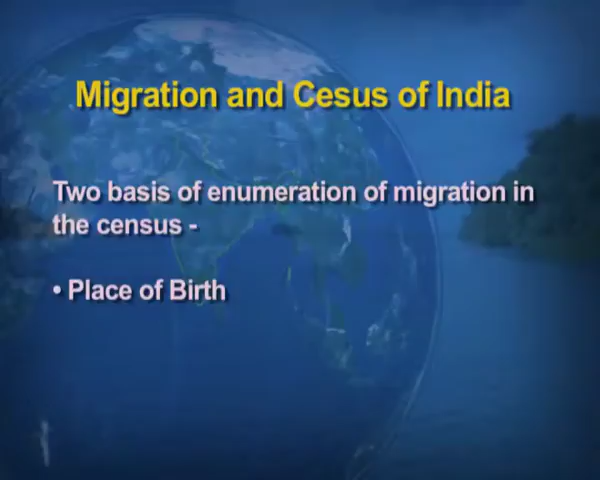 Migration and Cesus of India
Two basis of enumeration of migration in
the census -
• Place of Birth